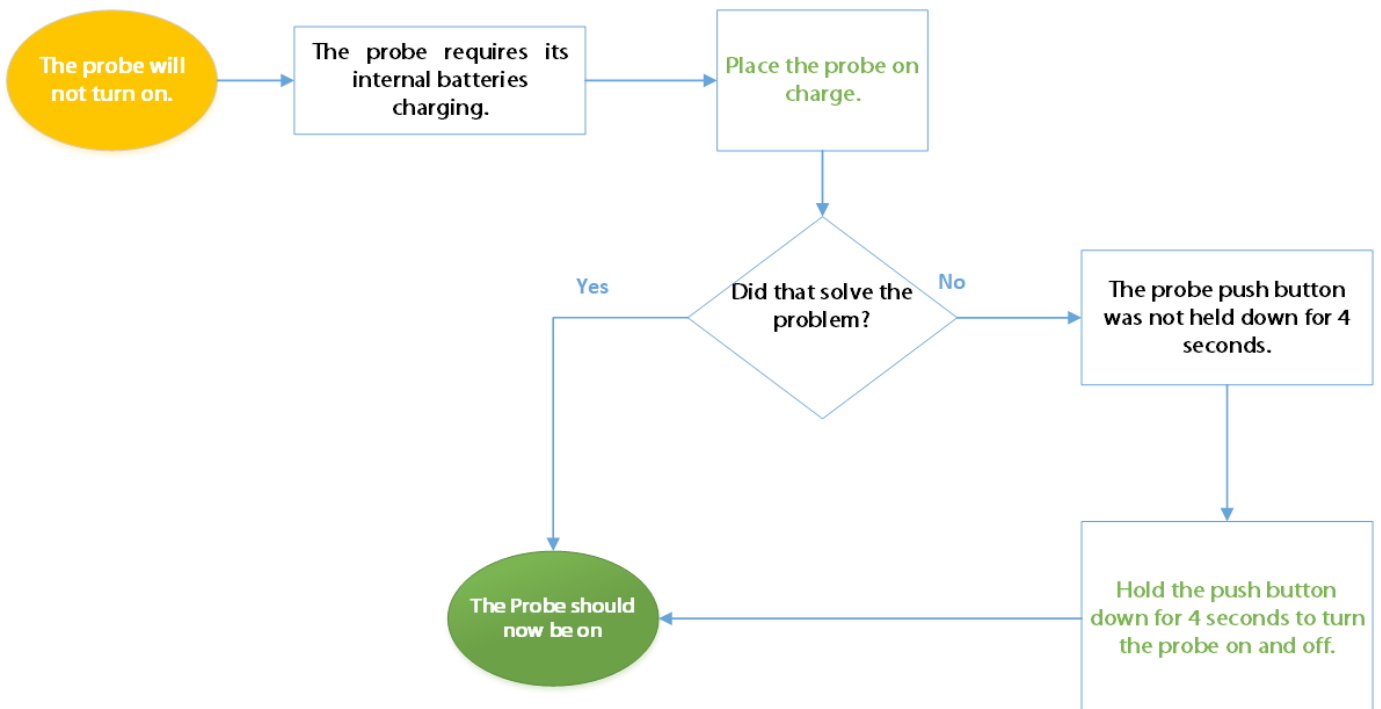 The probe will
not turn on.
The probe requires its
internal batteries
charging.
Place the probe on
charge.
Did that solve the
problem?
Yes
No
The probe push button
was not held down for 4
seconds.
Hold the push button
down for 4 seconds to turn
the probe on and off.
The Probe should
now be on